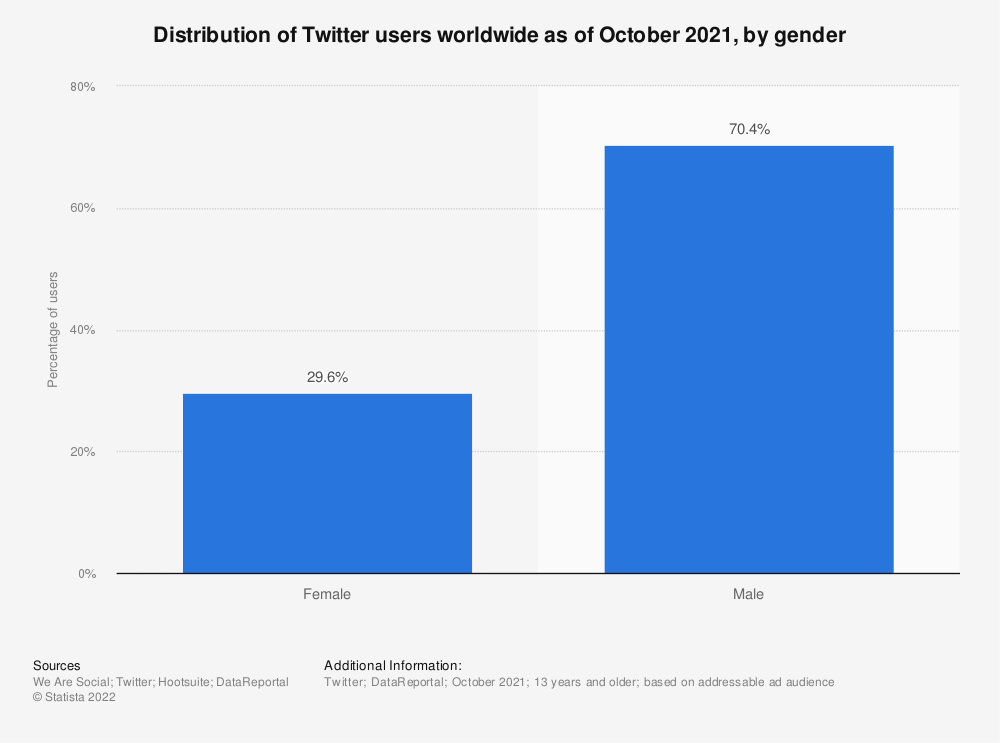 Distribution of Twitter users worldwide as of October 2021, by gender
80%
70.4%
60%
Percentage of users
40%
29.6%
20%
0%
Female
Male
Sources
We Are Social; Twitter; Hootsuite; DataReportal
© Statista 2022
Additional Information:
Twitter; DataReportal; October 2021; 13 years and older; based on addressable ad audience